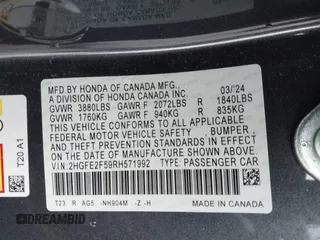 MFD. BY HONDA OF CANADA MFG.,
A DIVISION OF HONDA CANADA INC. 03/'24
GVWR 3880LBS GAWR F 2072LBS R 1840LBS
GVWR 1760KG GAWR F 940KG R 835KG
THIS VEHICLE CONFORMS TO ALL APPLICABLE
FEDERAL MOTOR VEHICLE SAFETY , BUMPER ,
AND THEFT PREVENTION STANDARDS IN EFFECT
ON THE DATE OF MANUFACTURE SHOWN ABOVE.
V.I.N:2HGFE2F59RH571992 TYPE: PASSENGER CAR
T23 R AG5 -NH904M -Z -H
MADE IN CANADA
T20 A1
DREAMBID